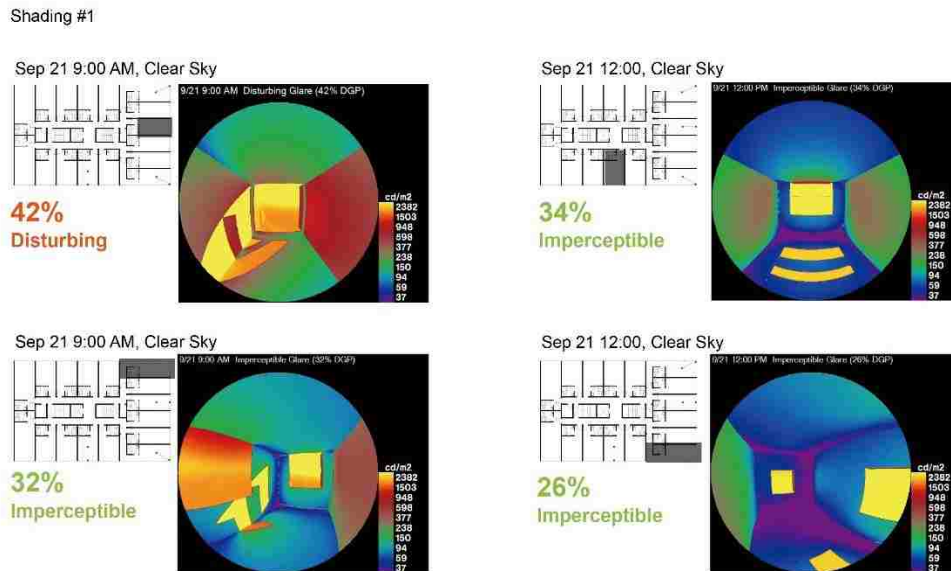 Shading #1
Sep 21 9:00 AM, Clear Sky
9/21 9:00 AM Disturbing Glare (42% DGP)
42%
Disturbing
cd/m2
2382
1503
948
598
377
238
150
94
59
37
Sep 21 12:00, Clear Sky
9/21 12:00 PM Imperceptible Glare (34% DGP)
34%
Imperceptible
cd/m2
2382
1503
948
598
377
238
150
94
59
37
Sep 21 9:00 AM, Clear Sky
9/21 9:00 AM Imperceptible Glare (32% DGP)
32%
Imperceptible
cd/m2
2382
1503
948
598
377
238
150
94
59
37
Sep 21 12:00, Clear Sky
9/21 12:00 PM Imperceptible Glare (26% DGP)
26%
Imperceptible
cd/m2
2382
1503
948
598
377
238
150
94
59
37